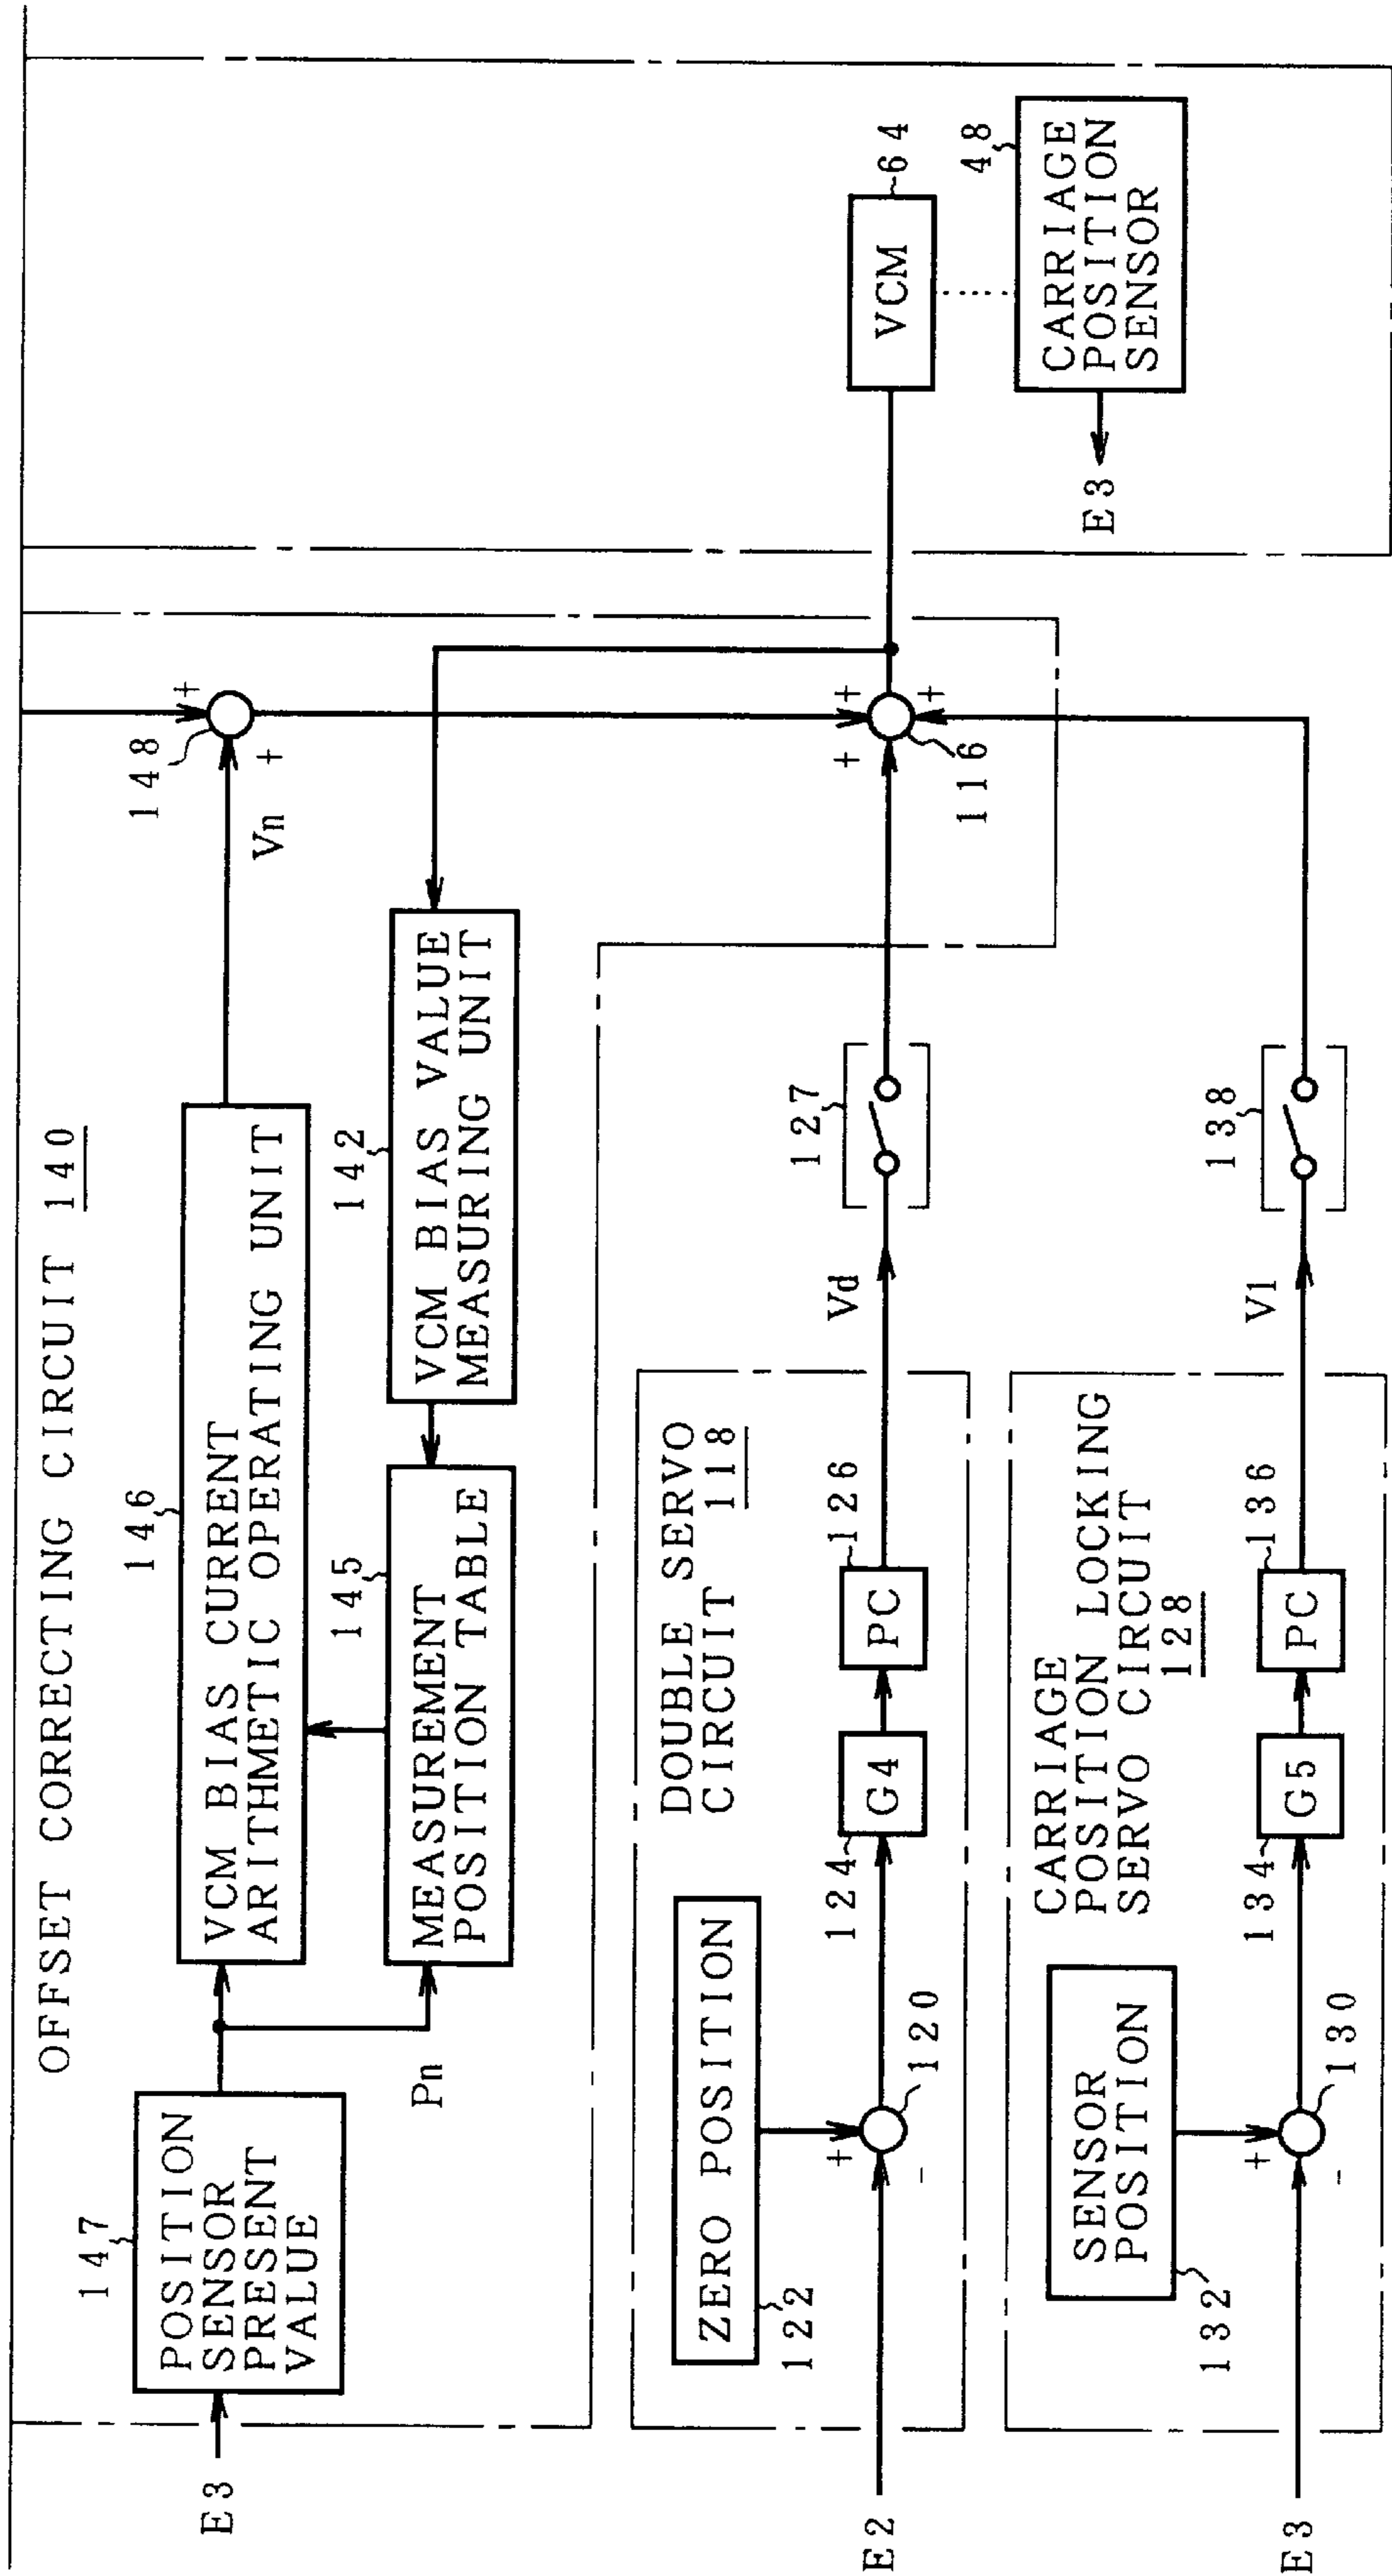 OFFSET CORRECTING CIRCUIT 140
E3
147
POSITION
SENSOR
PRESENT
VALUE
Pn
146
VCM BIAS CURRENT
ARITHMETIC OPERATING UNIT
145
MEASUREMENT
POSITION TABLE
142
VCM BIAS VALUE
MEASURING UNIT
Vn
148
+
+
E2
122
ZERO POSITION
+
-
120
DOUBLE SERVO
CIRCUIT 118
124
G4
126
PC
Vd
127
+
+
+
116
VCM
64
48
CARRIAGE
POSITION
SENSOR
E3
E3
132
SENSOR
POSITION
+
-
130
CARRIAGE
POSITION LOCKING
SERVO CIRCUIT
128
134
G5
136
PC
V1
138